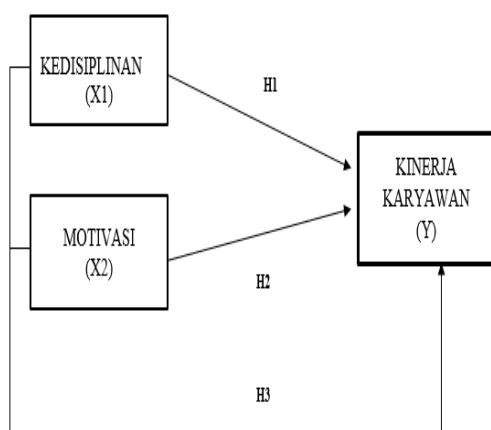 KEDISIPLINAN
(X1)
H1
KINERJA
KARYAWAN
(Y)
MOTIVASI
(X2)
H2
H3